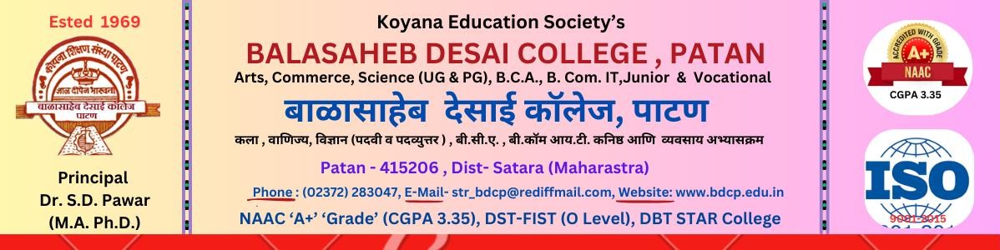 Ested 1969
कोयना शिक्षण संस्था पाटण
ज्ञान दीपेन भास्वता
बाळासाहेब देसाई कॉलेज
पाटण
Principal
Dr. S.D. Pawar
(M.A. Ph.D.)
Koyana Education Society’s
BALASAHEB DESAI COLLEGE , PATAN
Arts, Commerce, Science (UG & PG), B.C.A., B. Com. IT,Junior & Vocational
बाळासाहेब देसाई कॉलेज, पाटण
कला , वाणिज्य, विज्ञान (पदवी व पदव्युत्तर ) , बी.सी.ए. , बी.कॉम आय.टी. कनिष्ठ आणि व्यवसाय अभ्यासक्रम
Patan - 415206 , Dist- Satara (Maharastra)
Phone : (02372) 283047, E-Mail- str_bdcp@rediffmail.com, Website: www.bdcp.edu.in
NAAC ‘A+’ ‘Grade’ (CGPA 3.35), DST-FIST (O Level), DBT STAR College
ACCREDITED WITH GRADE
A+
NAAC
CGPA 3.35
ISO
9001-2015